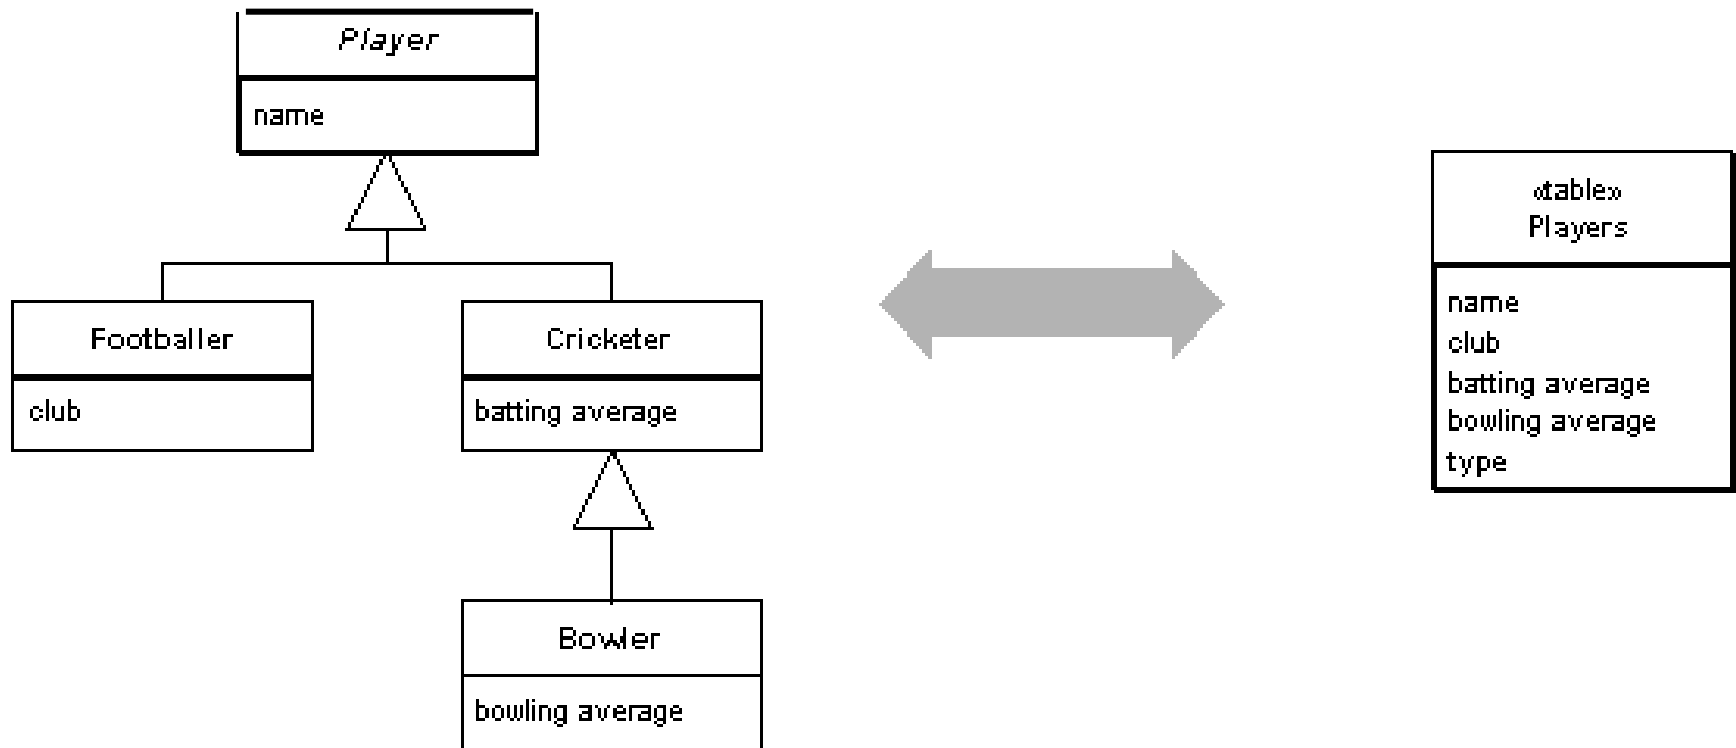 Player
name
Footballer
club
Cricketer
batting average
Bowler
bowling average
«table»
Players
name
club
batting average
bowling average
type